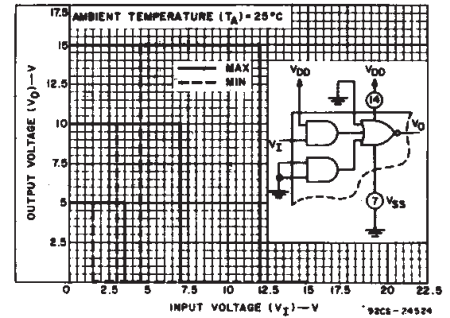 AMBIENT TEMPERATURE (TA) = 25°C
MAX
MIN
OUTPUT VOLTAGE (VO)—V
17.5
15
12.5
10
7.5
5
2.5
VDD
VDD
14
VI
VO
7
VSS
0 2.5 5 7.5 10 12.5 15 17.5 20 22.5
INPUT VOLTAGE (VI)—V
92CS-24524